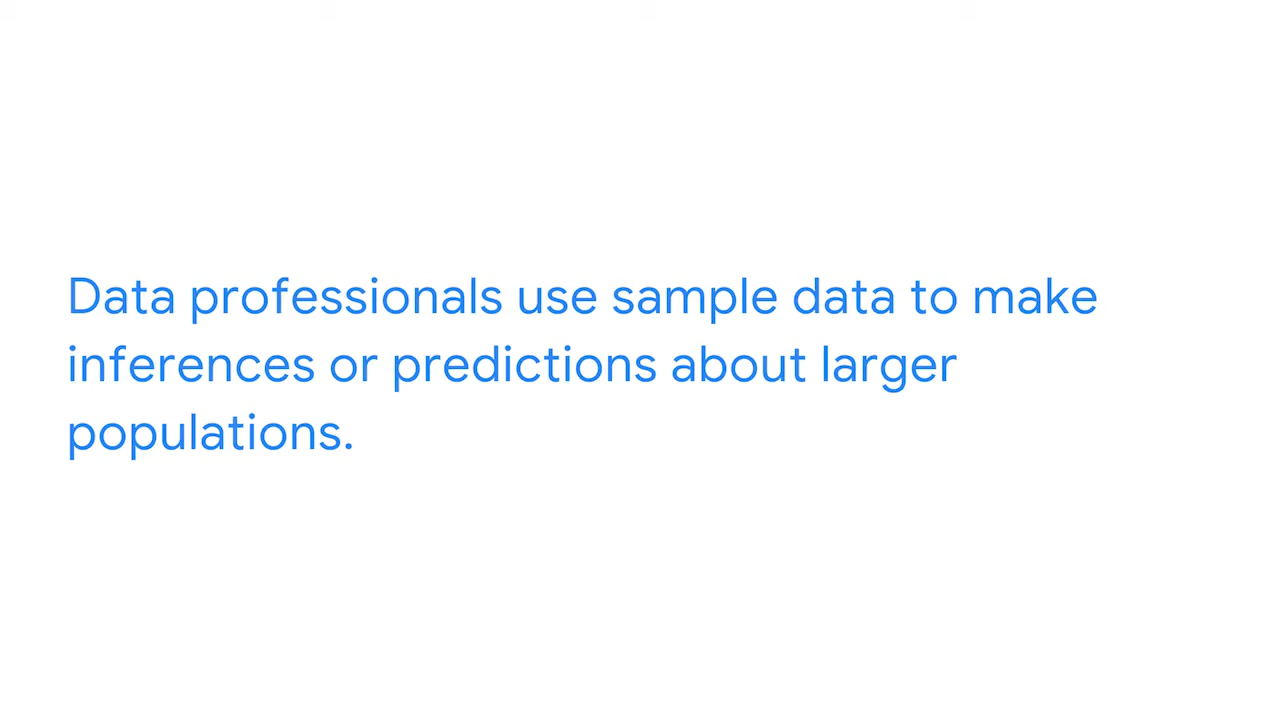 Data professionals use sample data to make
inferences or predictions about larger
populations.